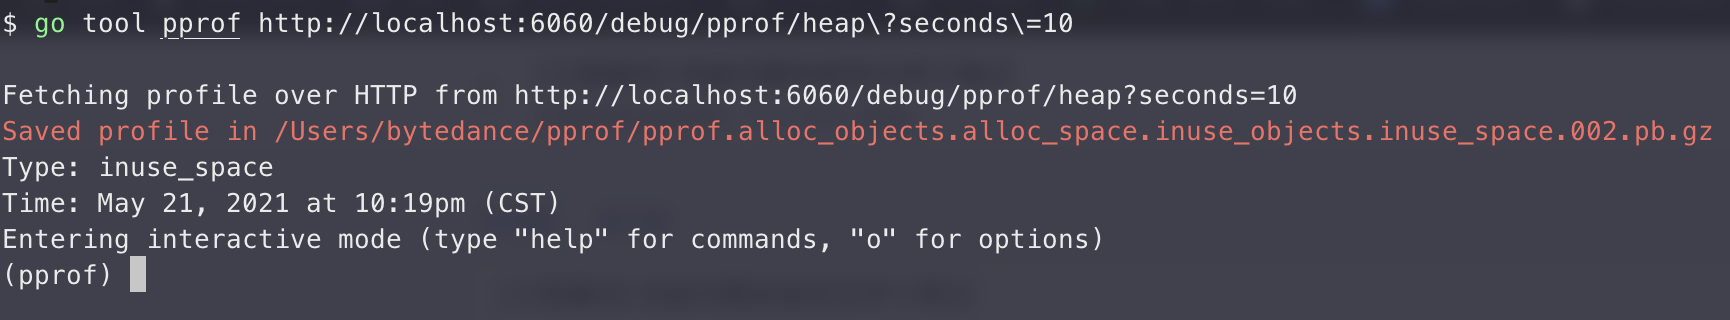 $ go tool pprof http://localhost:6060/debug/pprof/heap\?seconds\=10
Fetching profile over HTTP from http://localhost:6060/debug/pprof/heap?seconds=10
Saved profile in /Users/bytedance/pprof/pprof.alloc_objects.alloc_space.inuse_objects.inuse_space.002.pb.gz
Type: inuse_space
Time: May 21, 2021 at 10:19pm (CST)
Entering interactive mode (type "help" for commands, "o" for options)
(pprof)